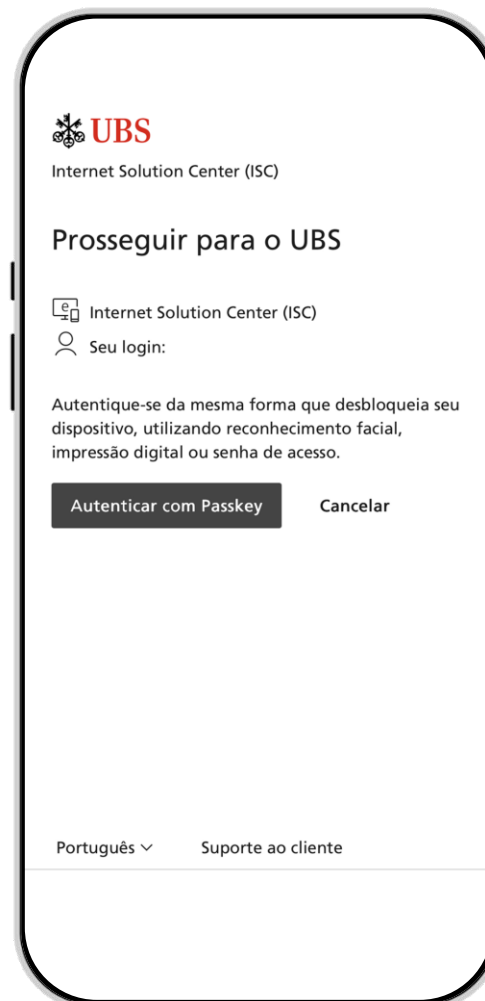 UBS
Internet Solution Center (ISC)
Prosseguir para o UBS
Internet Solution Center (ISC)
Seu login:
Autentique-se da mesma forma que desbloqueia seu
dispositivo, utilizando reconhecimento facial,
impressão digital ou senha de acesso.
Autenticar com Passkey Cancelar
Português Suporte ao cliente